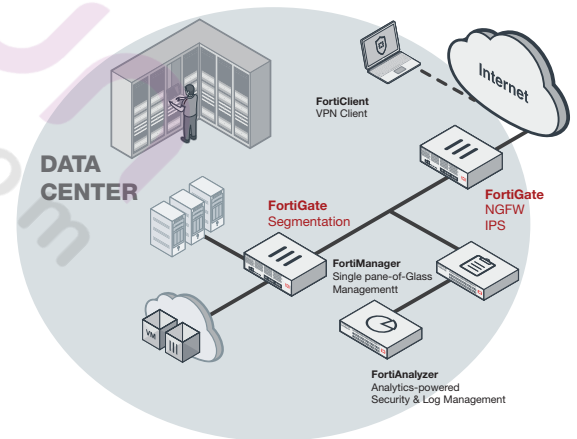 Internet
FortiClient
VPN Client
DATA
CENTER
FortiGate
NGFW
IPS
FortiGate
Segmentation
FortiManager
Single pane-of-Glass
Managementt
VM
FortiAnalyzer
Analytics-powered
Security & Log Management
om